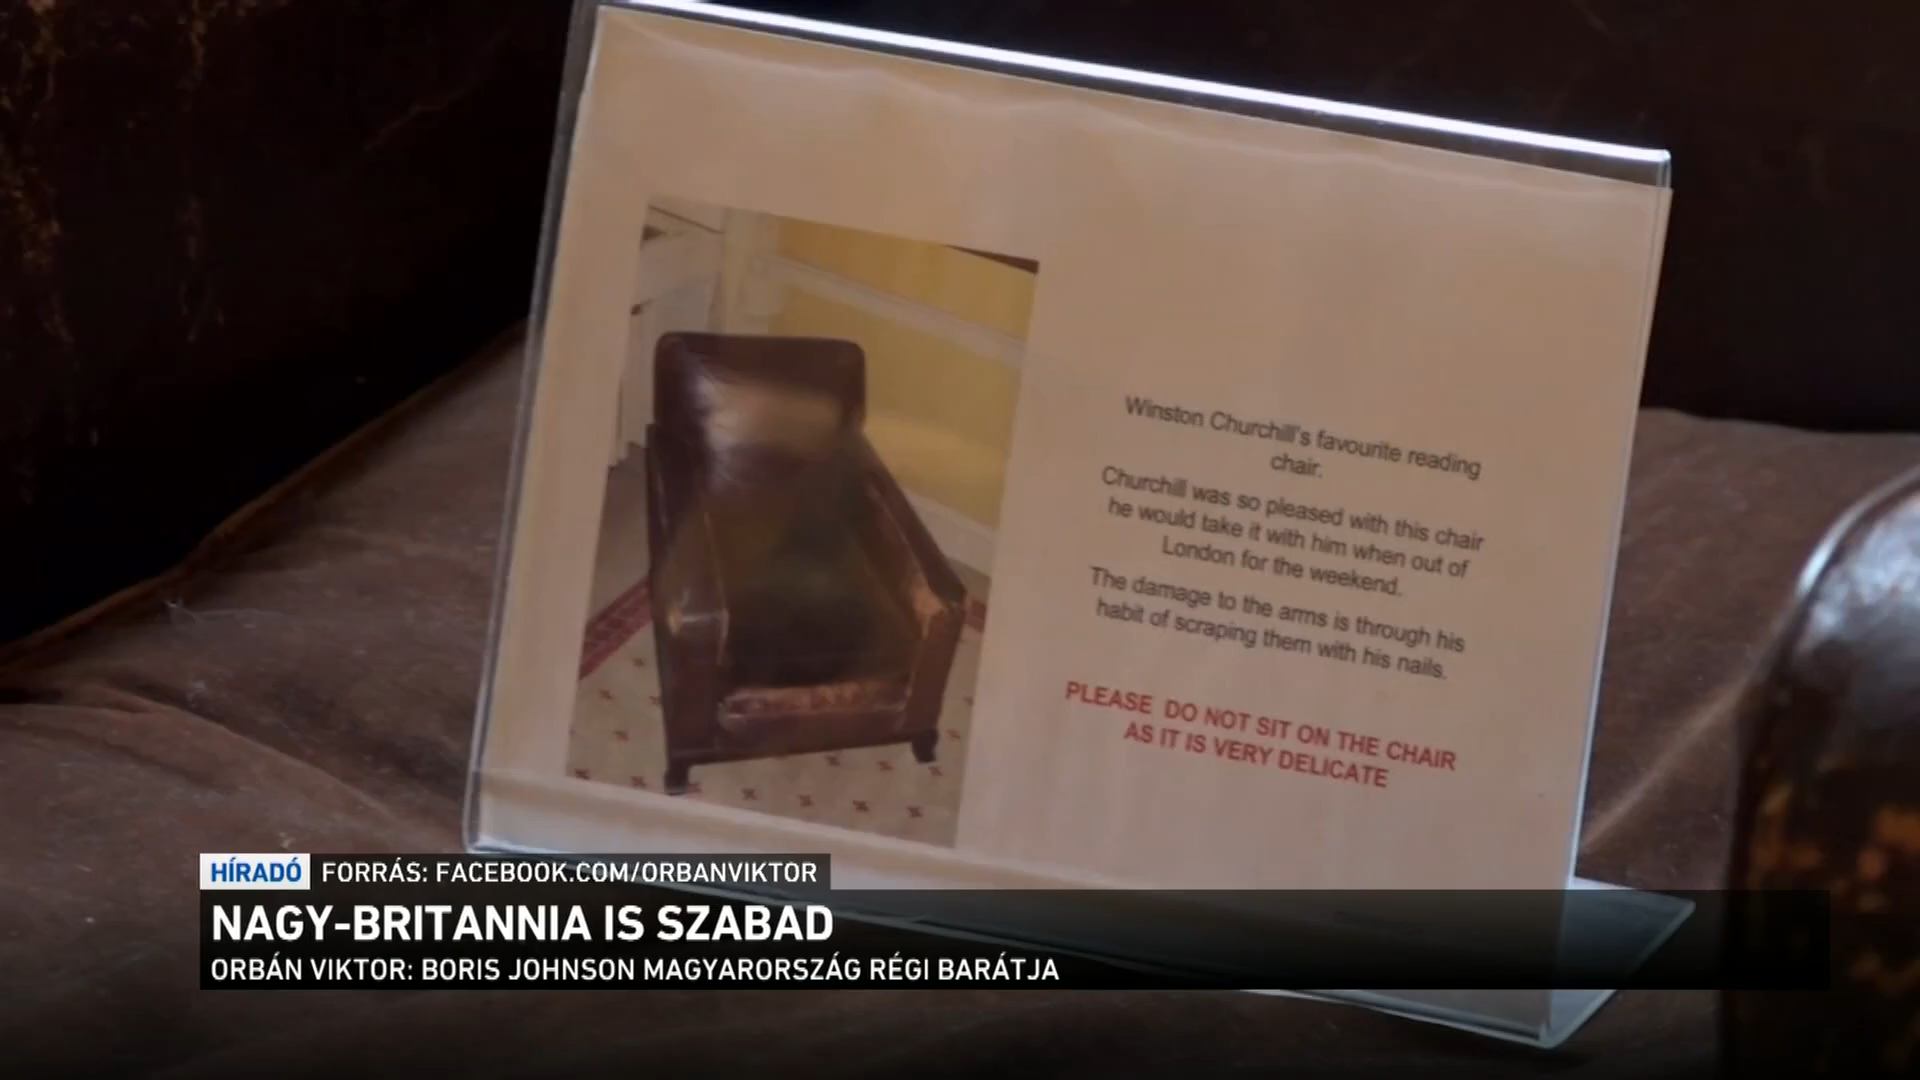 Winston Churchill's favourite reading
chair.
Churchill was so pleased with this chair
he would take it with him when out of
London for the weekend.
The damage to the arms is through his
habit of scraping them with his nails.
PLEASE DO NOT SIT ON THE CHAIR
AS IT IS VERY DELICATE
HÍRADÓ FORRÁS: FACEBOOK.COM/ORBANVIKTOR
NAGY-BRITANNIA IS SZABAD
ORBÁN VIKTOR: BORIS JOHNSON MAGYARORSZÁG RÉGI BARÁTJA